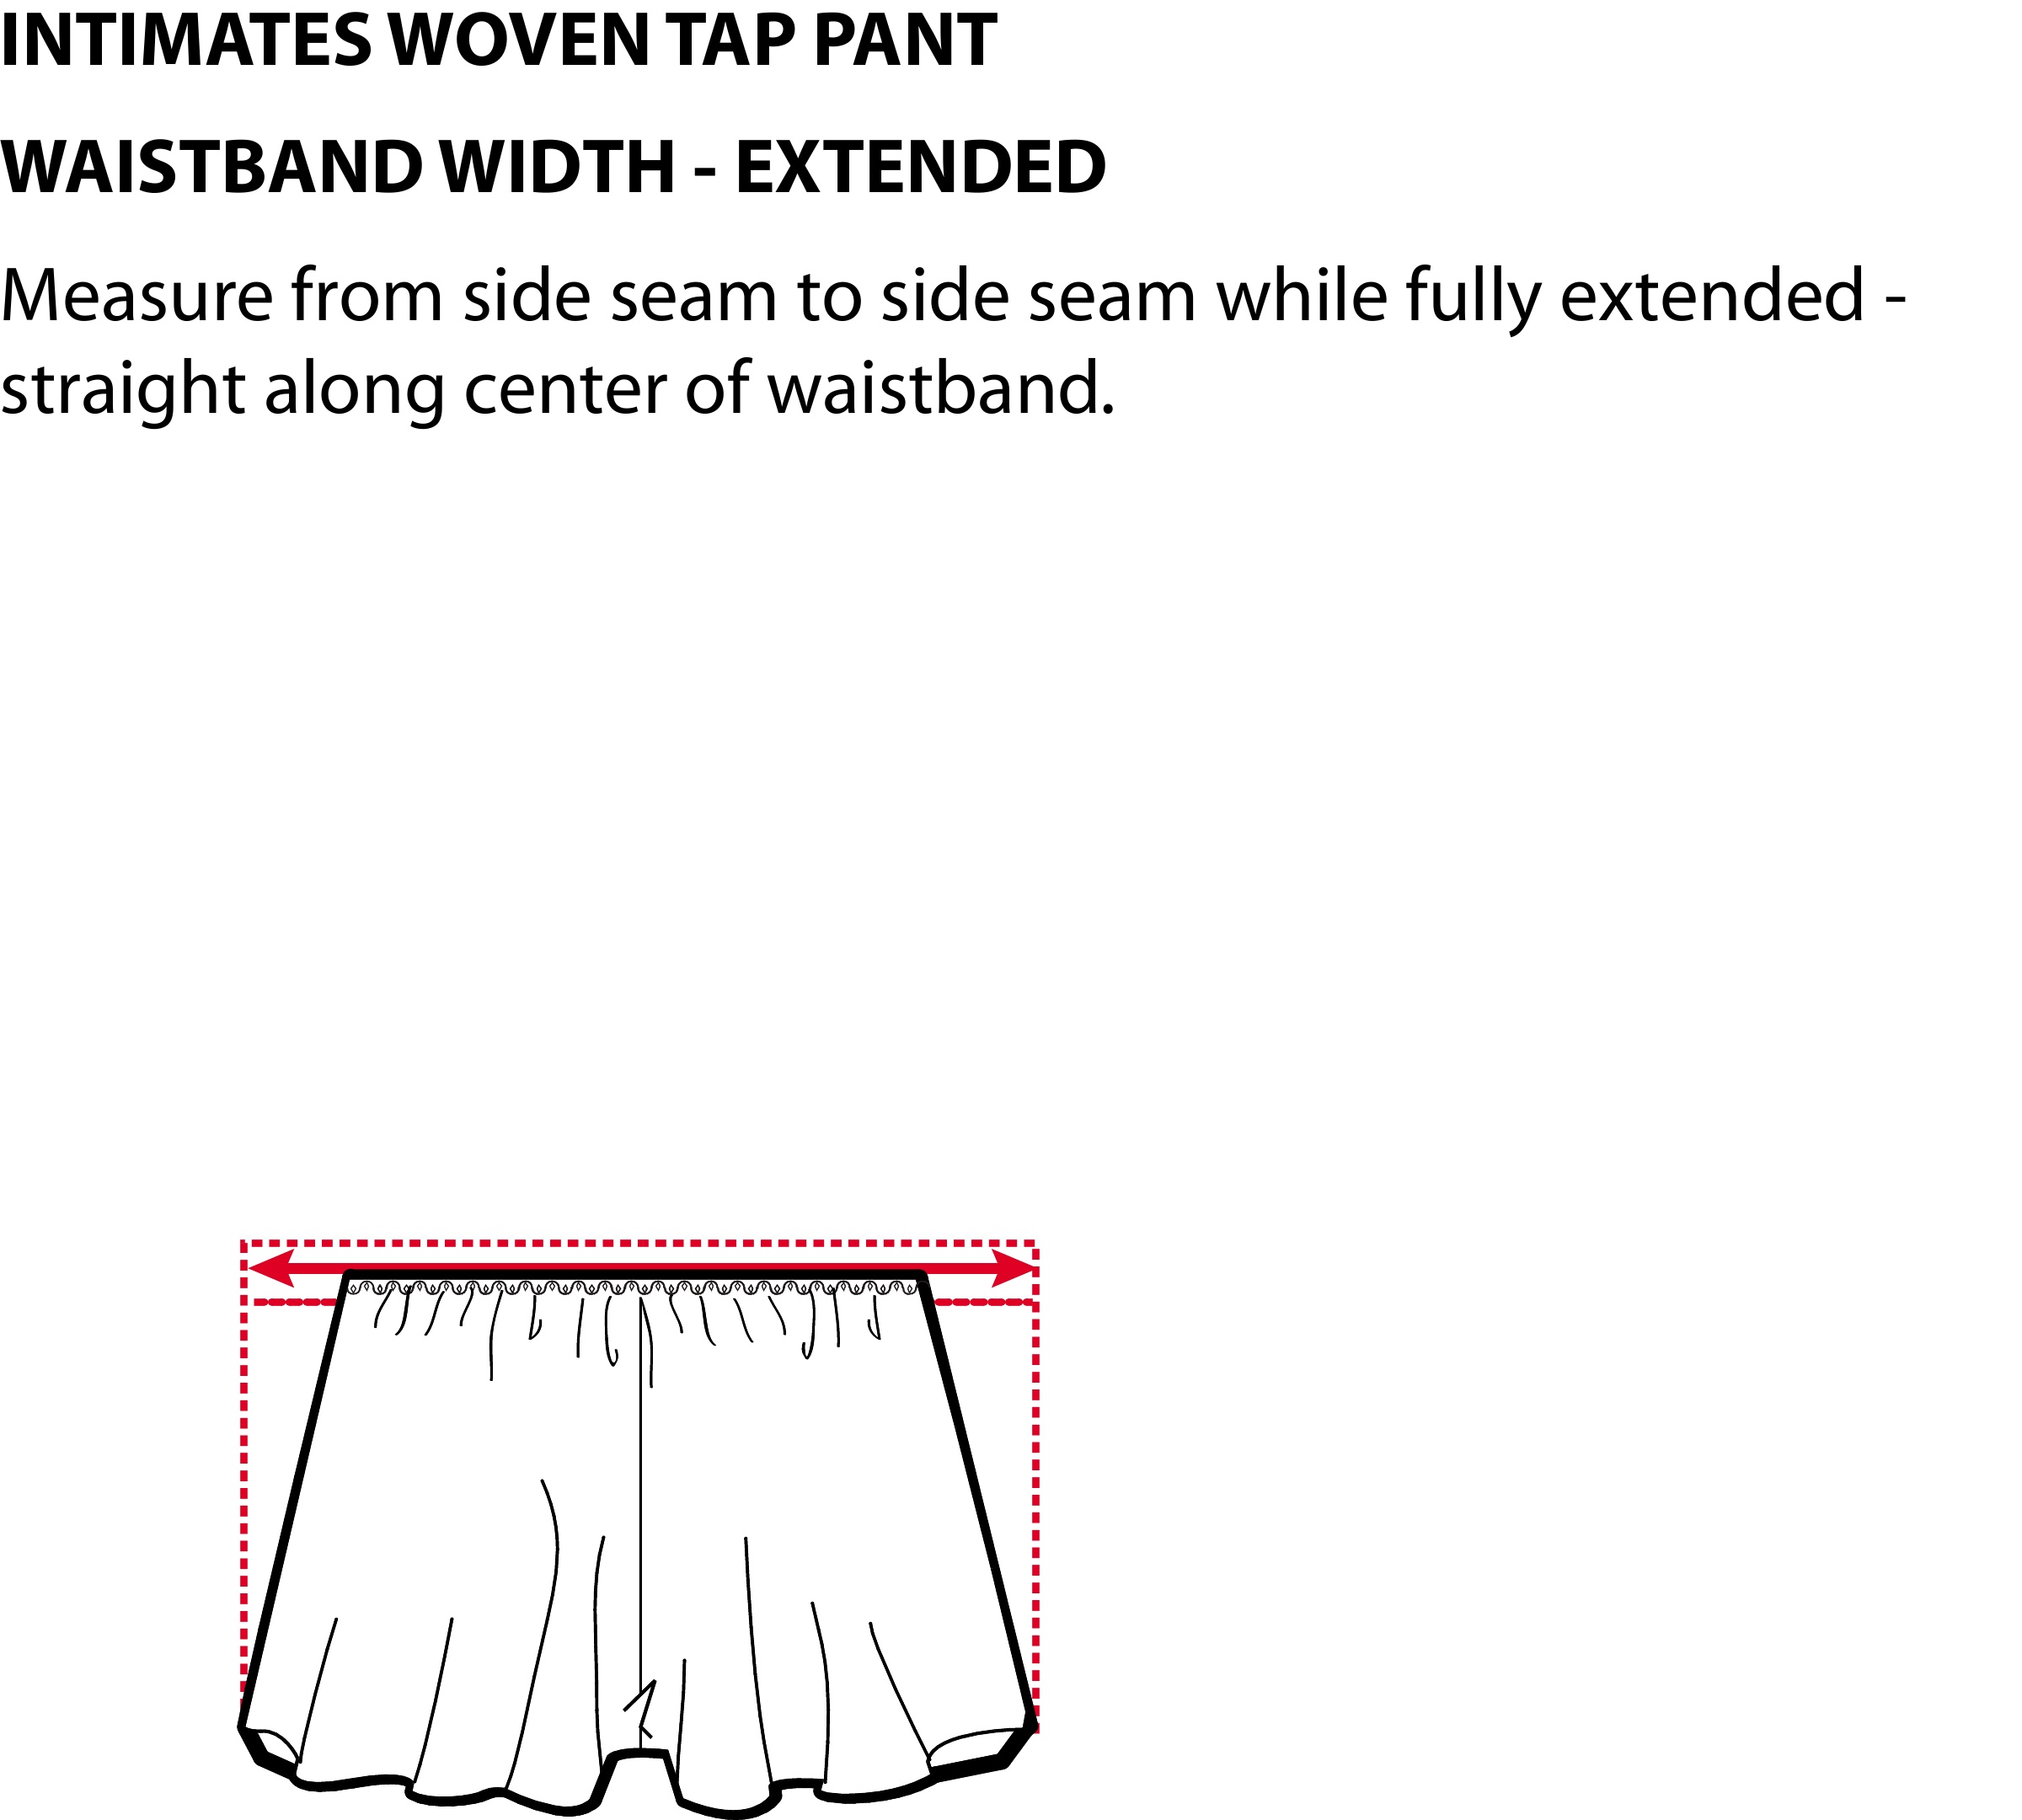 INTIMATES WOVEN TAP PANT
WAISTBAND WIDTH - EXTENDED
Measure from side seam to side seam while fully extended -
straight along center of waistband.